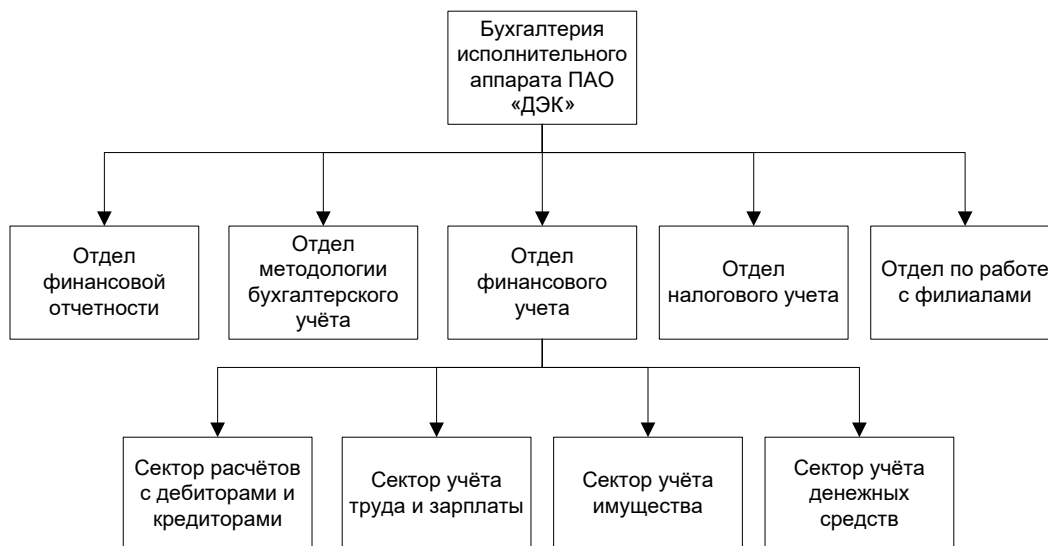 Бухгалтерия
исполнительного
аппарата ПАО
«ДЭК»
Отдел
финансовой
отчетности
Отдел
методологии
бухгалтерского
учёта
Отдел
финансового
учета
Отдел
налогового учета
Отдел по работе
с филиалами
Сектор расчётов
с дебиторами и
кредиторами
Сектор учёта
труда и зарплаты
Сектор учёта
имущества
Сектор учёта
денежных
средств